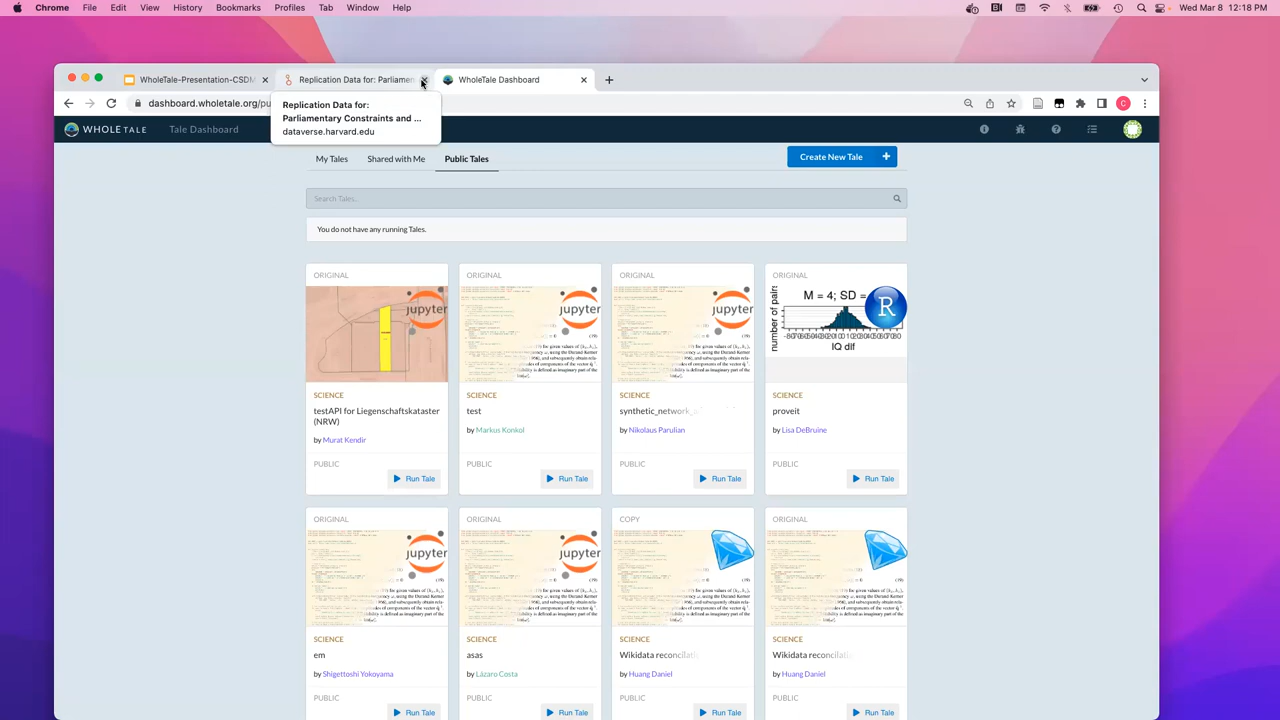 Chrome File Edit View History Bookmarks Profiles Tab Window Help Wed Mar 8 12:18 PM
WholeTale-Presentation-CSDM Replication Data for: Parliamen WholeTale Dashboard
dashboard.wholetale.org/pu
Replication Data for:
Parliamentary Constraints and ...
dataverse.harvard.edu
WHOLE TALE Tale Dashboard
My Tales Shared with Me Public Tales Create New Tale
Search Tales...
You do not have any running Tales.
ORIGINAL ORIGINAL ORIGINAL ORIGINAL
jupyter jupyter jupyter M = 4; SD = R
number of pairs
IQ dif
SCIENCE SCIENCE SCIENCE SCIENCE
testAPI for Liegenschaftskataster test synthetic_network_ proveit
(NRW)
by Murat Kendir by Markus Konkol by Nikolaus Parulian by Lisa DeBruine
PUBLIC PUBLIC PUBLIC PUBLIC
Run Tale Run Tale Run Tale Run Tale
ORIGINAL ORIGINAL COPY ORIGINAL
jupyter jupyter
SCIENCE SCIENCE SCIENCE SCIENCE
em asas Wikidata reconciliati Wikidata reconciliati
by Shigettoshi Yokoyama by Lázaro Costa by Huang Daniel by Huang Daniel
PUBLIC PUBLIC PUBLIC PUBLIC
Run Tale Run Tale Run Tale Run Tale